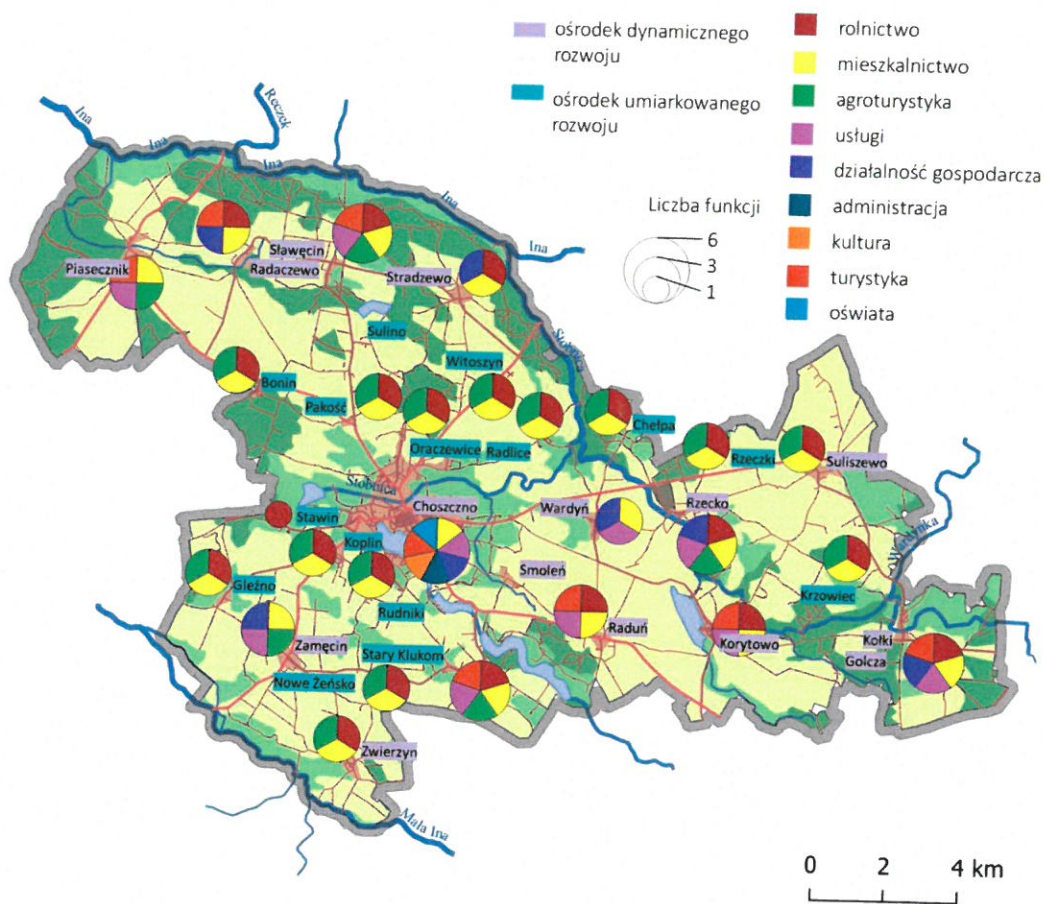 ośrodek dynamicznego
rozwoju
ośrodek umiarkowanego
rozwoju
rolnictwo
mieszkalnictwo
agroturystyka
usługi
działalność gospodarcza
administracja
kultura
turystyka
oświata
Liczba funkcji
6
3
1
Ina
Reczek
Ina
Ina
Ina
Ina
Sławęcin
Piasecznik
Radaczewo
Stradzewo
Sulino
Stobnica
Witoszyn
Bonin
Pakość
Chełpa
Oraczewice
Radlice
Rzeczki
Suliszewo
Stobnica
Stawin
Choszczno
Wardyń
Rzecko
Wardynka
Koplin
Gleźno
Smoleń
Rudniki
Krzowiec
Zamęcin
Raduń
Korytowo
Kołki
Stary Klukom
Golcza
Nowe Żeńsko
Zwierzyn
Mała Ina
0 2 4 km